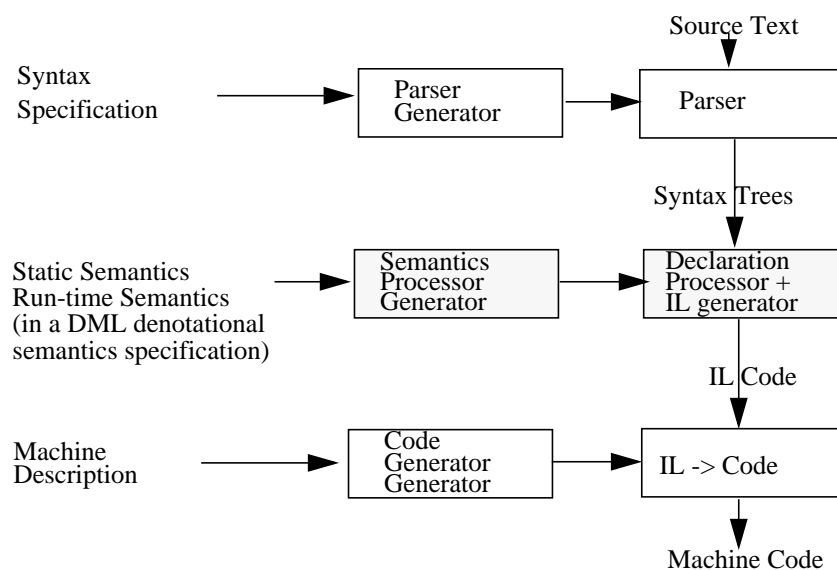 Source Text
Syntax
Specification
Parser
Generator
Parser
Syntax Trees
Static Semantics
Run-time Semantics
(in a DML denotational
semantics specification)
Semantics
Processor
Generator
Declaration
Processor +
IL generator
IL Code
Machine
Description
Code
Generator
Generator
IL -> Code
Machine Code